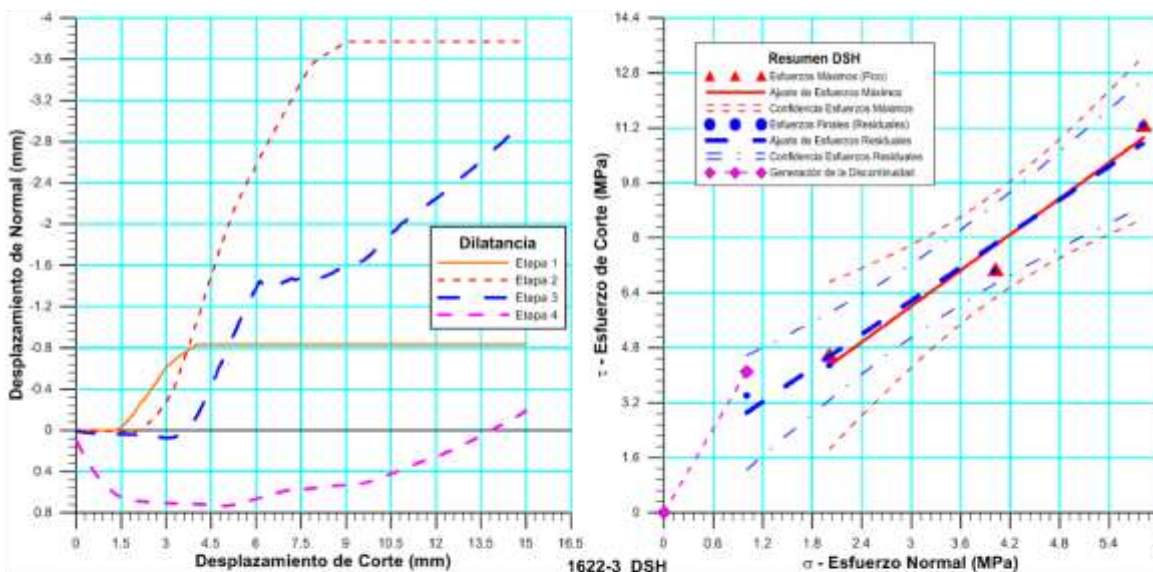 -4
-3.6
-3.2
-2.8
-2.4
-2
-1.6
-1.2
-0.8
-0.4
0
0.4
0.8
Desplazamiento de Normal (mm)
Dilatancia
Etapa 1
Etapa 2
Etapa 3
Etapa 4
0 1.5 3 4.5 6 7.5 9 10.5 12 13.5 15 16.5
Desplazamiento de Corte (mm)
1622-3_DSH
14.4
12.8
11.2
9.6
8
6.4
4.8
3.2
1.6
0
τ - Esfuerzo de Corte (MPa)
Resumen DSH
Esfuerzos Máximos (Pico)
Ajuste de Esfuerzos Máximos
Confidencia Esfuerzos Máximos
Esfuerzos Finales (Residuales)
Ajuste de Esfuerzos Residuales
Confidencia Esfuerzos Residuales
Generación de la Discontinuidad
0 0.6 1.2 1.8 2.4 3 3.6 4.2 4.8 5.4
σ - Esfuerzo Normal (MPa)